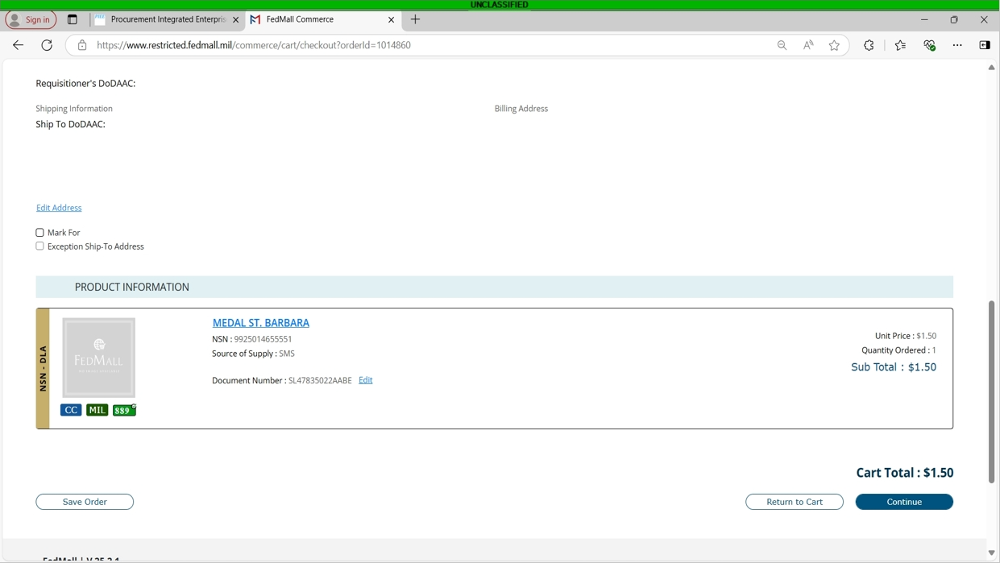 UNCLASSIFIED
Sign in
Procurement Integrated Enterpris
FedMall Commerce
https://www.restricted.fedmall.mil/commerce/cart/checkout?orderId=1014860
Requisitioner's DoDAAC:
Shipping Information
Billing Address
Ship To DoDAAC:
Edit Address
Mark For
Exception Ship-To Address
PRODUCT INFORMATION
NSN - DLA
FEDMALL
CC MIL 889
MEDAL ST. BARBARA
NSN : 9925014655551
Source of Supply : SMS
Document Number : SL47835022AABE Edit
Unit Price : $1.50
Quantity Ordered : 1
Sub Total : $1.50
Cart Total : $1.50
Save Order
Return to Cart
Continue